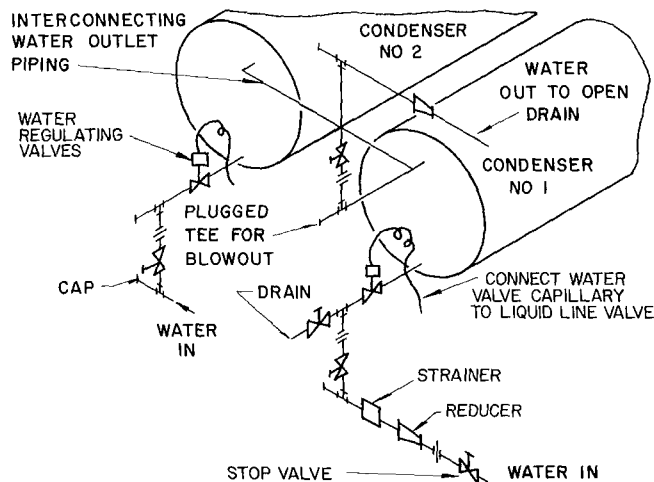 INTERCONNECTING
WATER OUTLET
PIPING
CONDENSER
NO 2
WATER
OUT TO OPEN
DRAIN
WATER
REGULATING
VALVES
CONDENSER
NO 1
PLUGGED
TEE FOR
BLOWOUT
CAP
DRAIN
CONNECT WATER
VALVE CAPILLARY
TO LIQUID LINE VALVE
WATER
IN
STRAINER
REDUCER
STOP VALVE
WATER IN